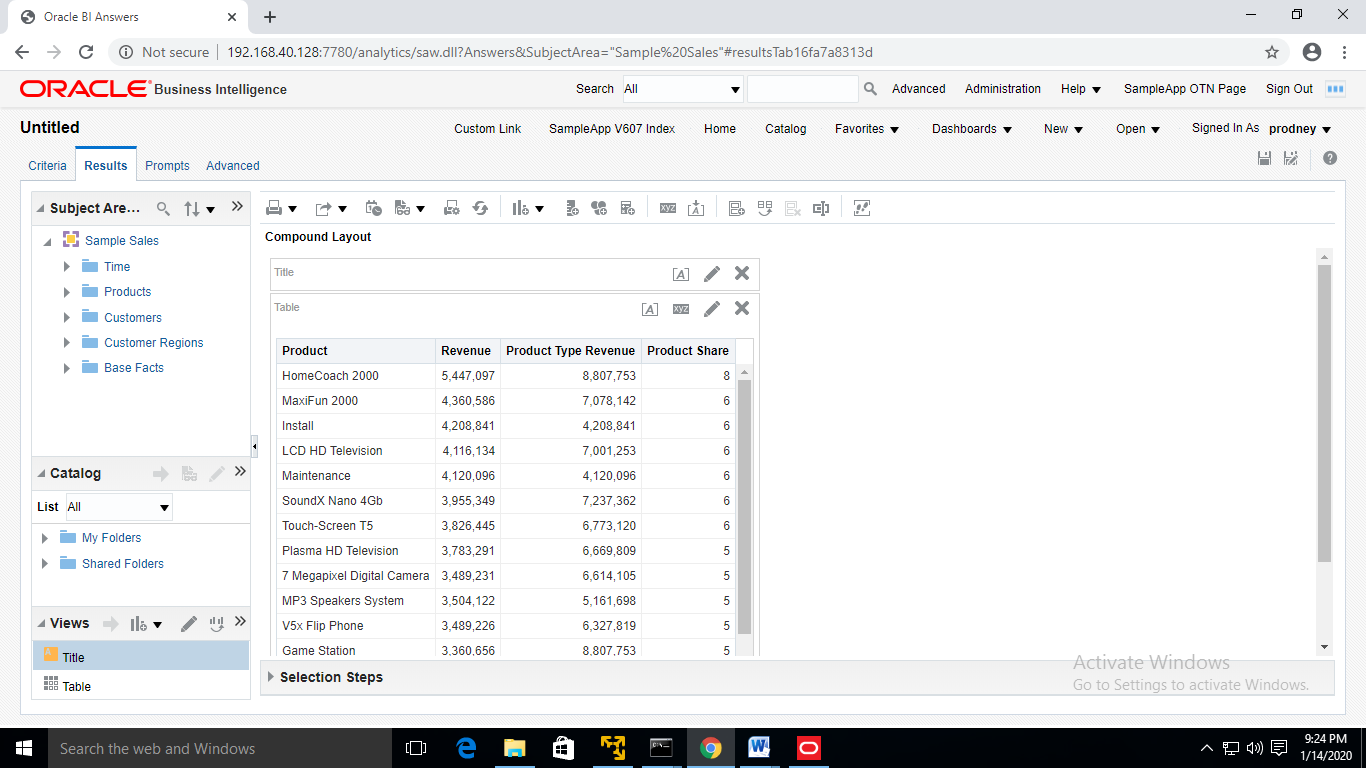 Oracle BI Answers
Not secure 192.168.40.128:7780/analytics/saw.dll?Answers&SubjectArea="Sample%20Sales"#resultsTab16fa7a8313d
ORACLE Business Intelligence Search All Advanced Administration Help SampleApp OTN Page Sign Out
Untitled Custom Link SampleApp V607 Index Home Catalog Favorites Dashboards New Open Signed In As prodney
Criteria Results Prompts Advanced
Subject Are...
Sample Sales
Time
Products
Customers
Customer Regions
Base Facts
Catalog
List All
My Folders
Shared Folders
Views
Title
Table
xyz A
Compound Layout
Title A
Table A xyz
Product Revenue Product Type Revenue Product Share
HomeCoach 2000 5,447,097 8,807,753 8
MaxiFun 2000 4,360,586 7,078,142 6
Install 4,208,841 4,208,841 6
LCD HD Television 4,116,134 7,001,253 6
Maintenance 4,120,096 4,120,096 6
SoundX Nano 4Gb 3,955,349 7,237,362 6
Touch-Screen T5 3,826,445 6,773,120 6
Plasma HD Television 3,783,291 6,669,809 5
7 Megapixel Digital Camera 3,489,231 6,614,105 5
MP3 Speakers System 3,504,122 5,161,698 5
V5x Flip Phone 3,489,226 6,327,819 5
Game Station 3,360,656 8,807,753 5
Selection Steps
Activate Windows
Go to Settings to activate Windows.
Search the web and Windows
9:24 PM
1/14/2020